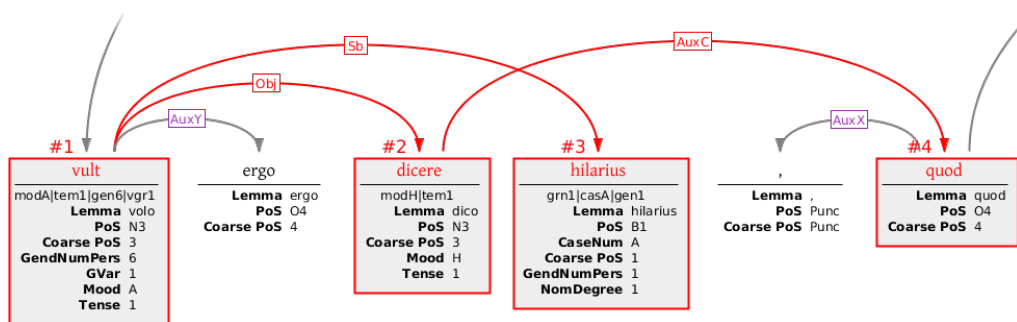 Sb
AuxC
Obj
AuxY
AuxX
#1
#2
#3
#4
vult
ergo
dicere
hilarius
,
quod
modA|tem1|gen6|vgr1
Lemma volo
PoS N3
Coarse PoS 3
GendNumPers 6
GVar 1
Mood A
Tense 1
Lemma ergo
PoS O4
Coarse PoS 4
modH|tem1
Lemma dico
PoS N3
Coarse PoS 3
Mood H
Tense 1
grn1|casA|gen1
Lemma hilarius
PoS B1
CaseNum A
Coarse PoS 1
GendNumPers 1
NomDegree 1
Lemma ,
PoS Punc
Coarse PoS Punc
Lemma quod
PoS O4
Coarse PoS 4